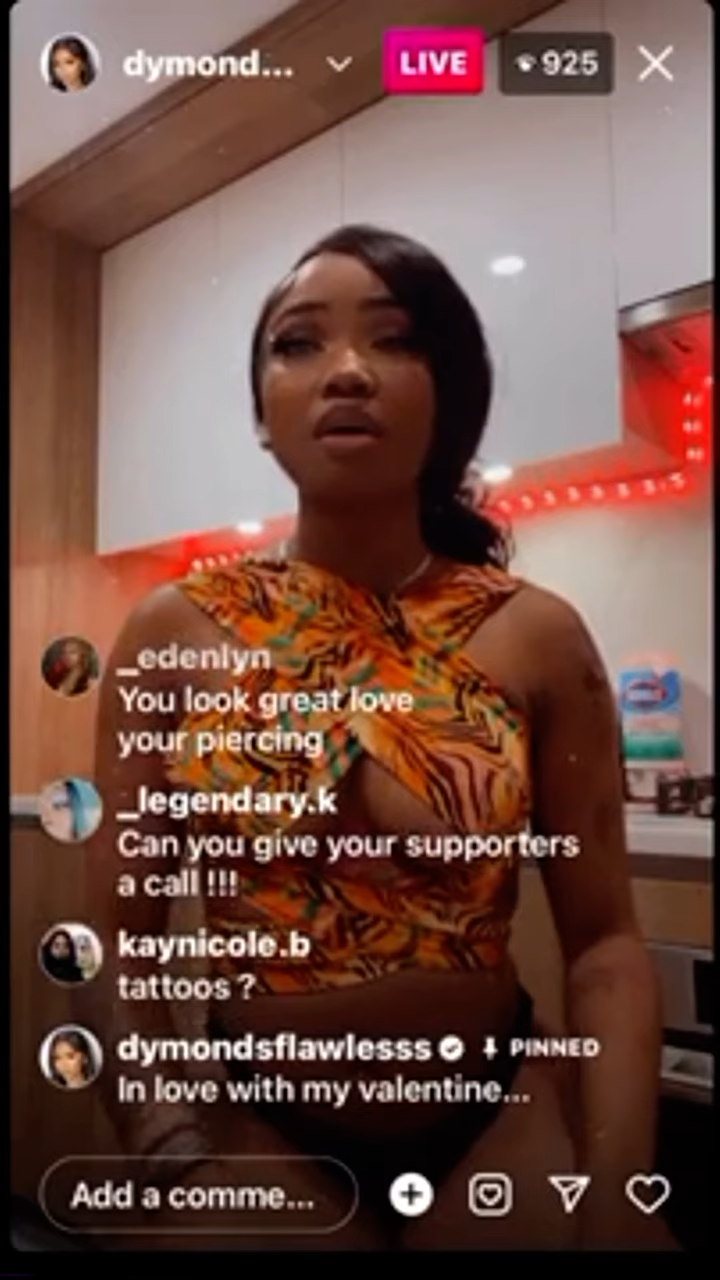 dymond...
LIVE
925
_edenlyn
You look great love
your piercing
_legendary.k
Can you give your supporters
a call !!!
kaynicole.b
tattoos ?
dymondsflawlesss PINNED
In love with my valentine...
Add a comme...